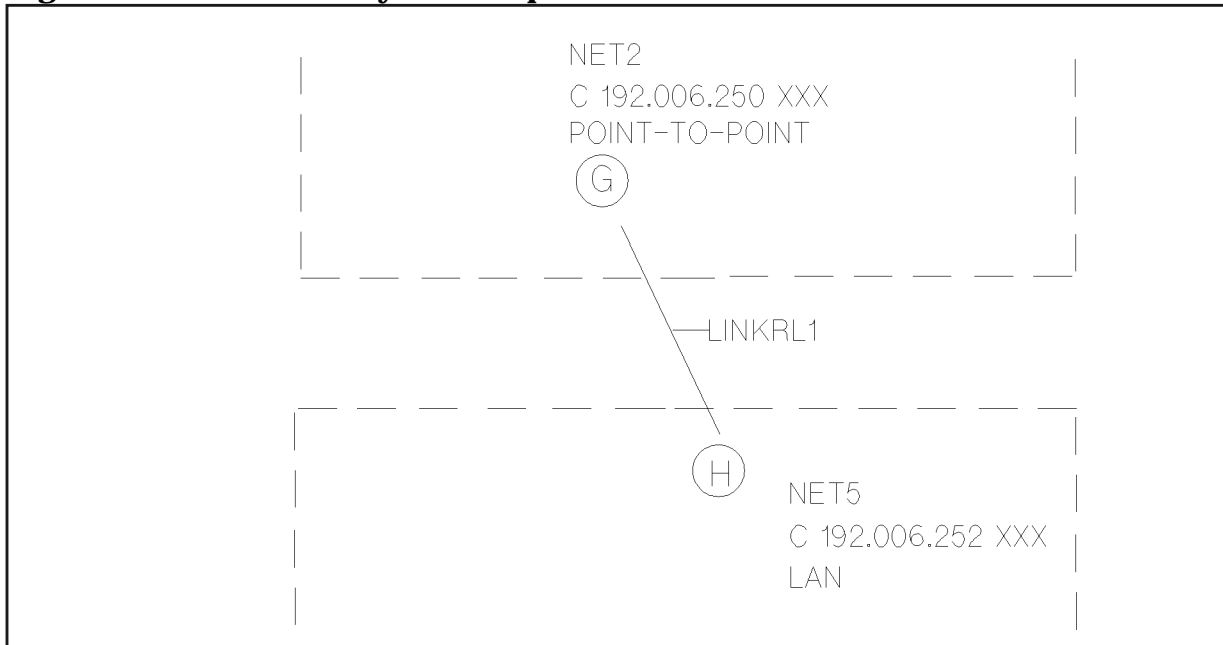 NET2
C 192.006.250 XXX
POINT-TO-POINT
G
LINKRL1
H
NET5
C 192.006.252 XXX
LAN